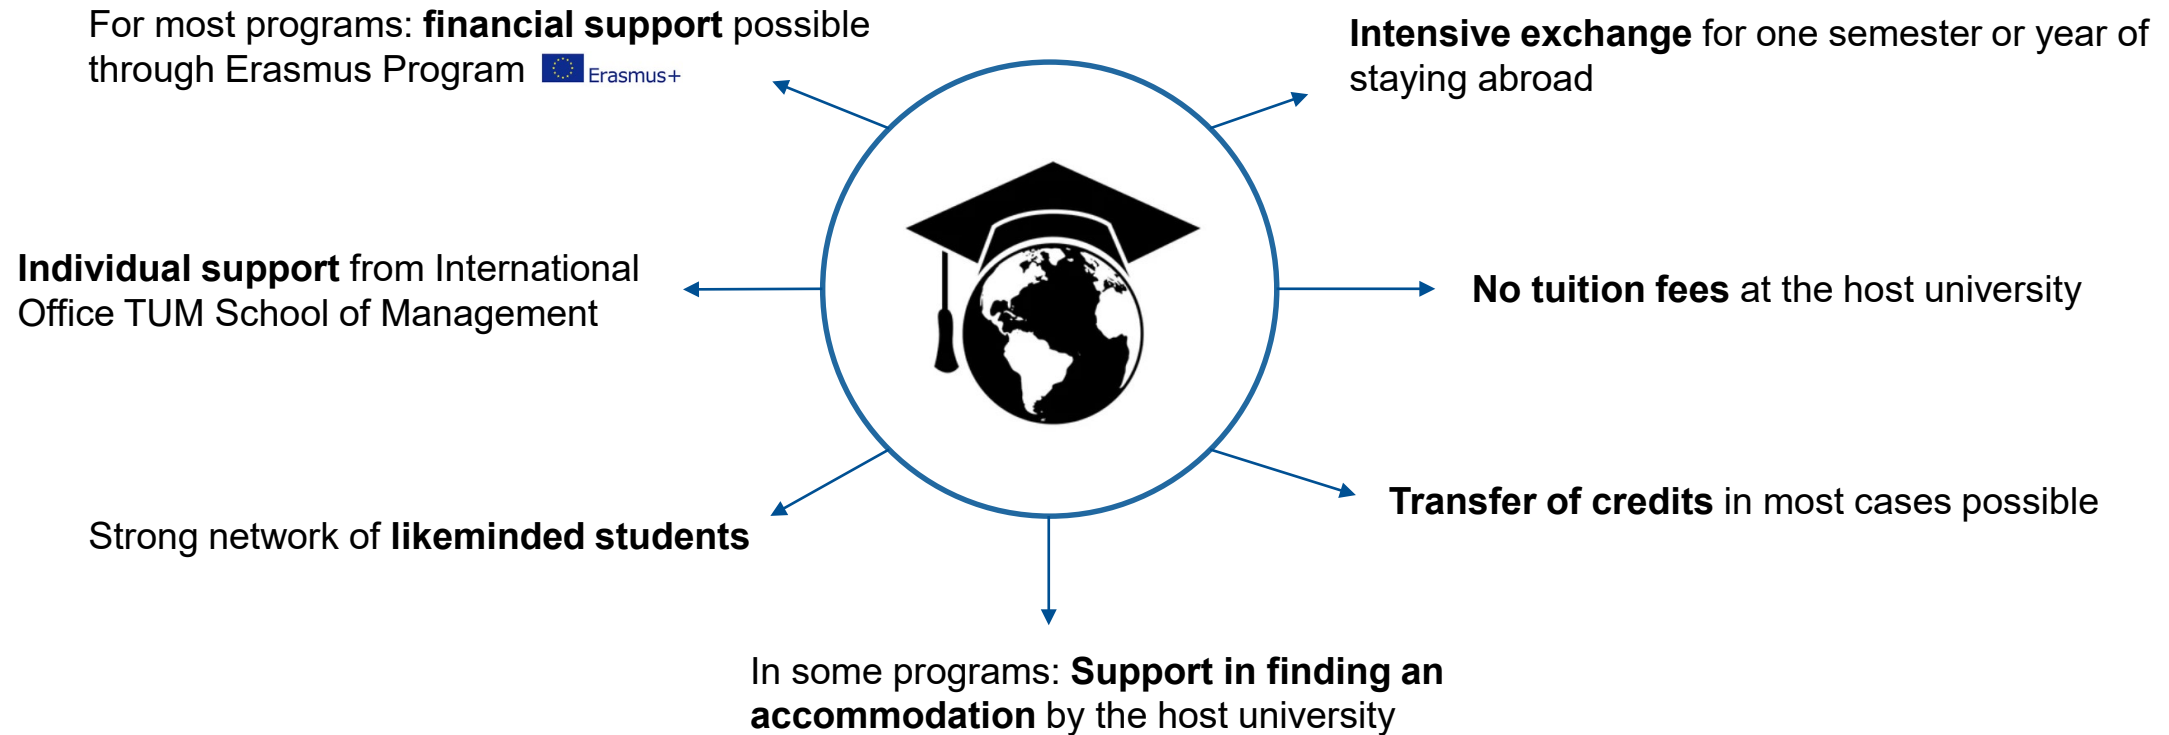 For most programs: financial support possible
through Erasmus Program Erasmus+
Intensive exchange for one semester or year of
staying abroad
Individual support from International
Office TUM School of Management
No tuition fees at the host university
Strong network of likeminded students
Transfer of credits in most cases possible
In some programs: Support in finding an
accommodation by the host university